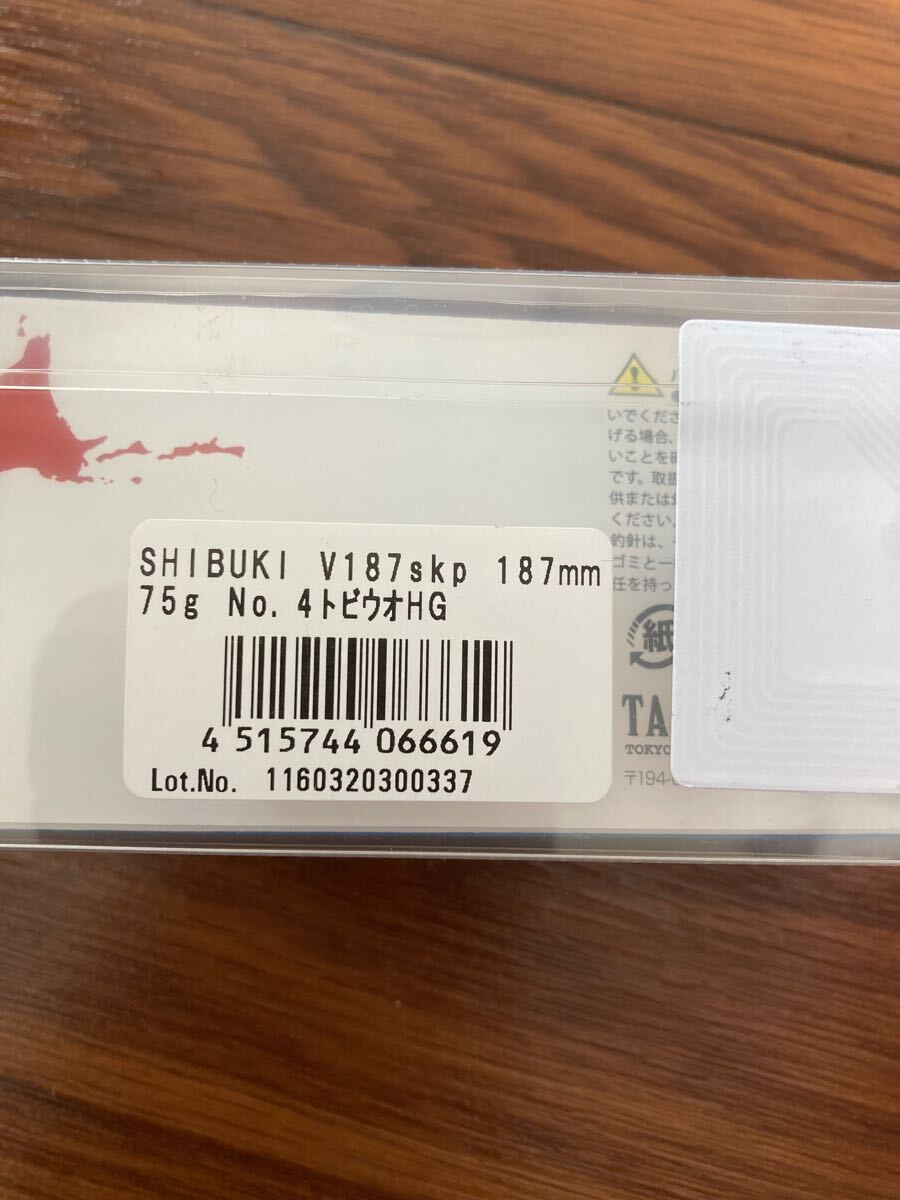 SHIBUKI V187skp 187mm
75g No.4トビウオHG
4 515744 066619
Lot.No. 1160320300337
いでくださ
げる場合、
いことを確
です。取扱
供または
ください。
釣針は、
ゴミと一
任を持っ
紙
TA
TOKYO
〒194-